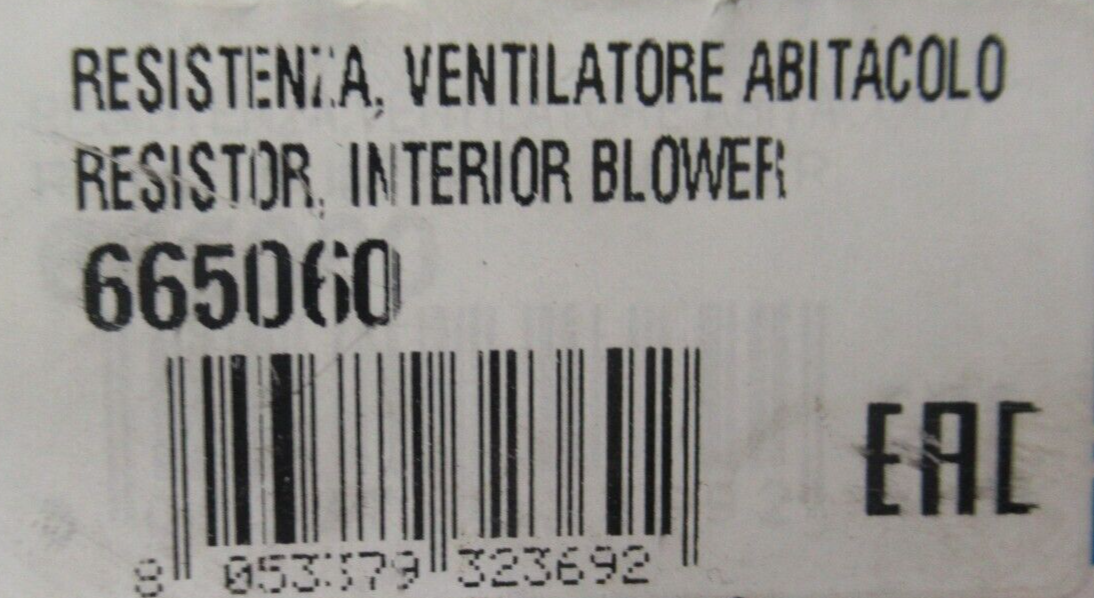 RESISTENZA, VENTILATORE ABITACOLO
RESISTOR, INTERIOR BLOWER
665060
EAC
8 053379 323692